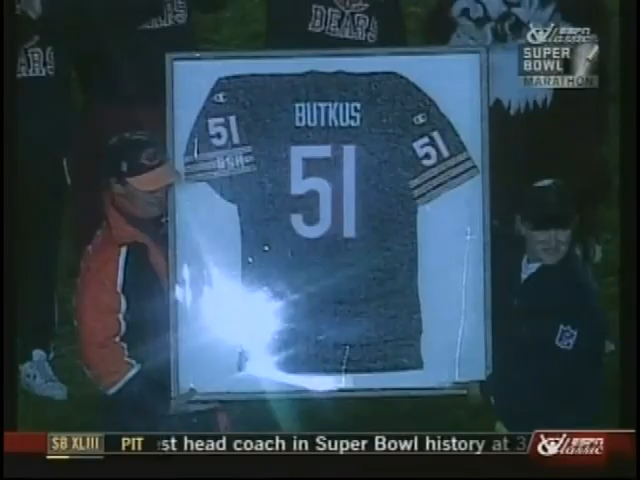 BEARS
ARS
ESPN
Classic
SUPER
BOWL
MARATHON
BUTKUS
51
51
51
SB XLIII PIT st head coach in Super Bowl history at 3
ESPN
Classic